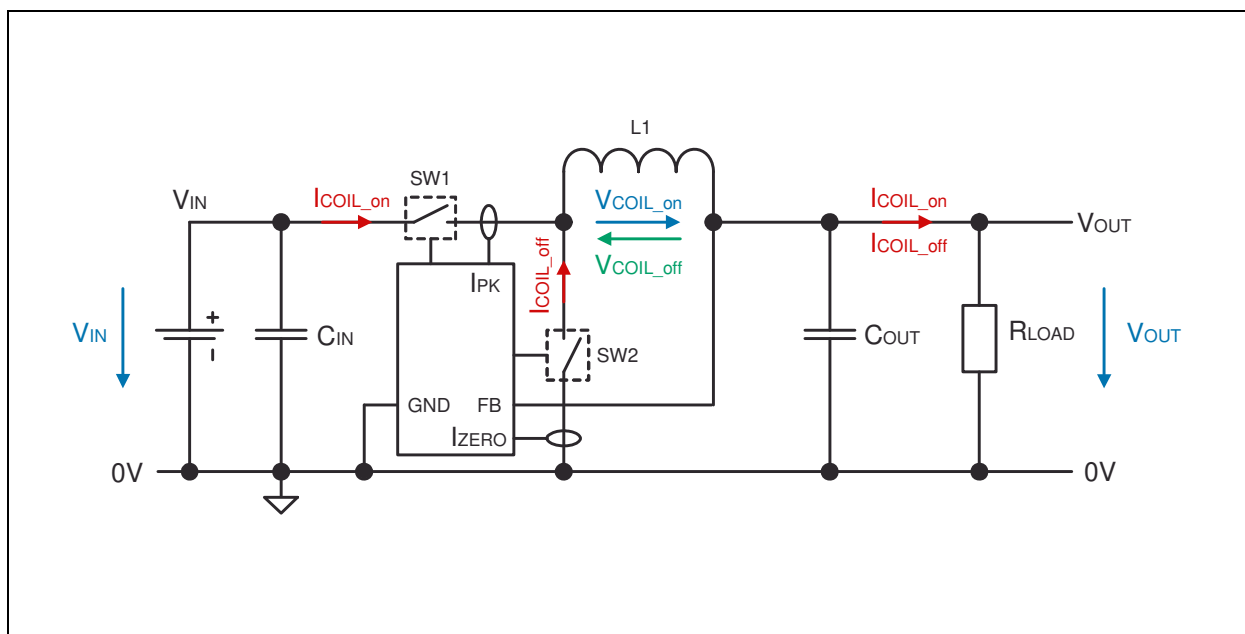 L1
SW1
VIN
ICOIL_on
VCOIL_on
ICOIL_on
VOUT
ICOIL_off
VCOIL_off
ICOIL_off
IPK
VIN
+
–
CIN
SW2
COUT
RLOAD
VOUT
GND
FB
IZERO
0V
0V